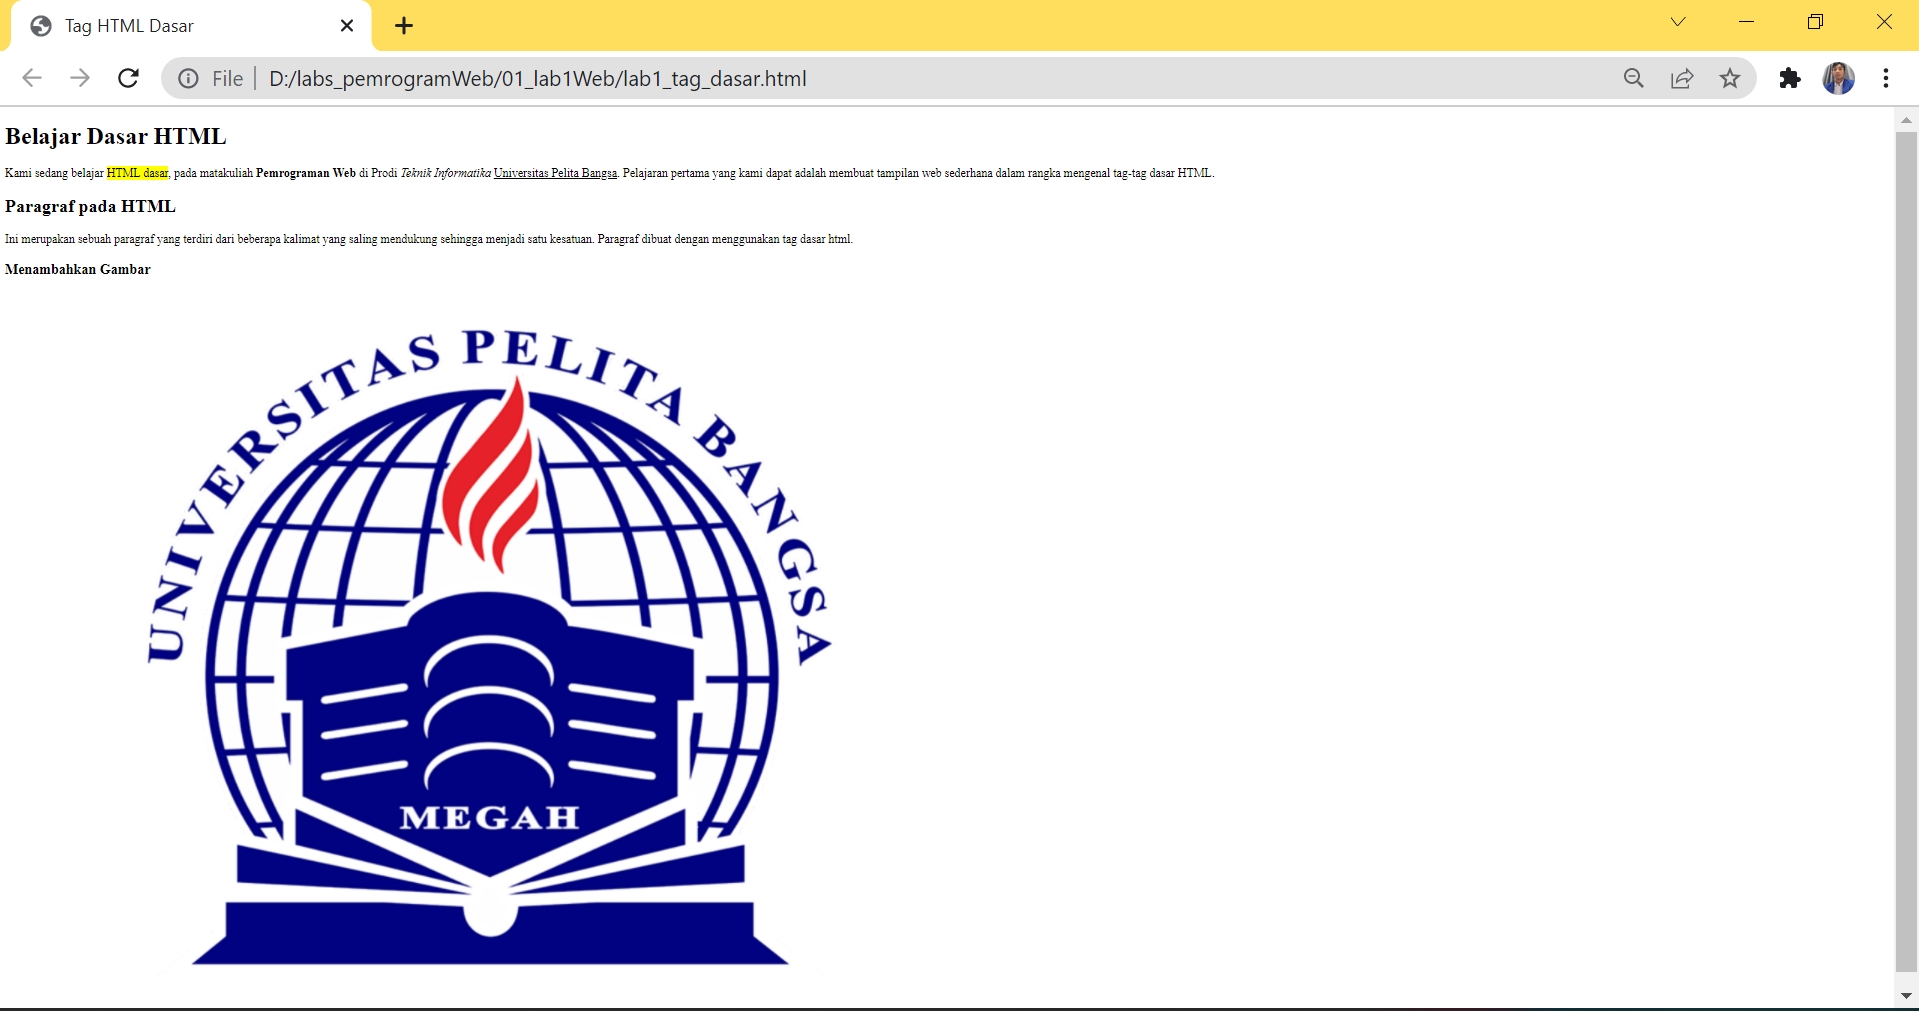 Tag HTML Dasar
File D:/labs_pemrogramWeb/01_lab1Web/lab1_tag_dasar.html
Belajar Dasar HTML
Kami sedang belajar HTML dasar, pada matakuliah Pemrograman Web di Prodi Teknik Informatika Universitas Pelita Bangsa. Pelajaran pertama yang kami dapat adalah membuat tampilan web sederhana dalam rangka mengenal tag-tag dasar HTML.
Paragraf pada HTML
Ini merupakan sebuah paragraf yang terdiri dari beberapa kalimat yang saling mendukung sehingga menjadi satu kesatuan. Paragraf dibuat dengan menggunakan tag dasar html.
Menambahkan Gambar
UNIVERSITAS PELITA BANGSA
MEGAH